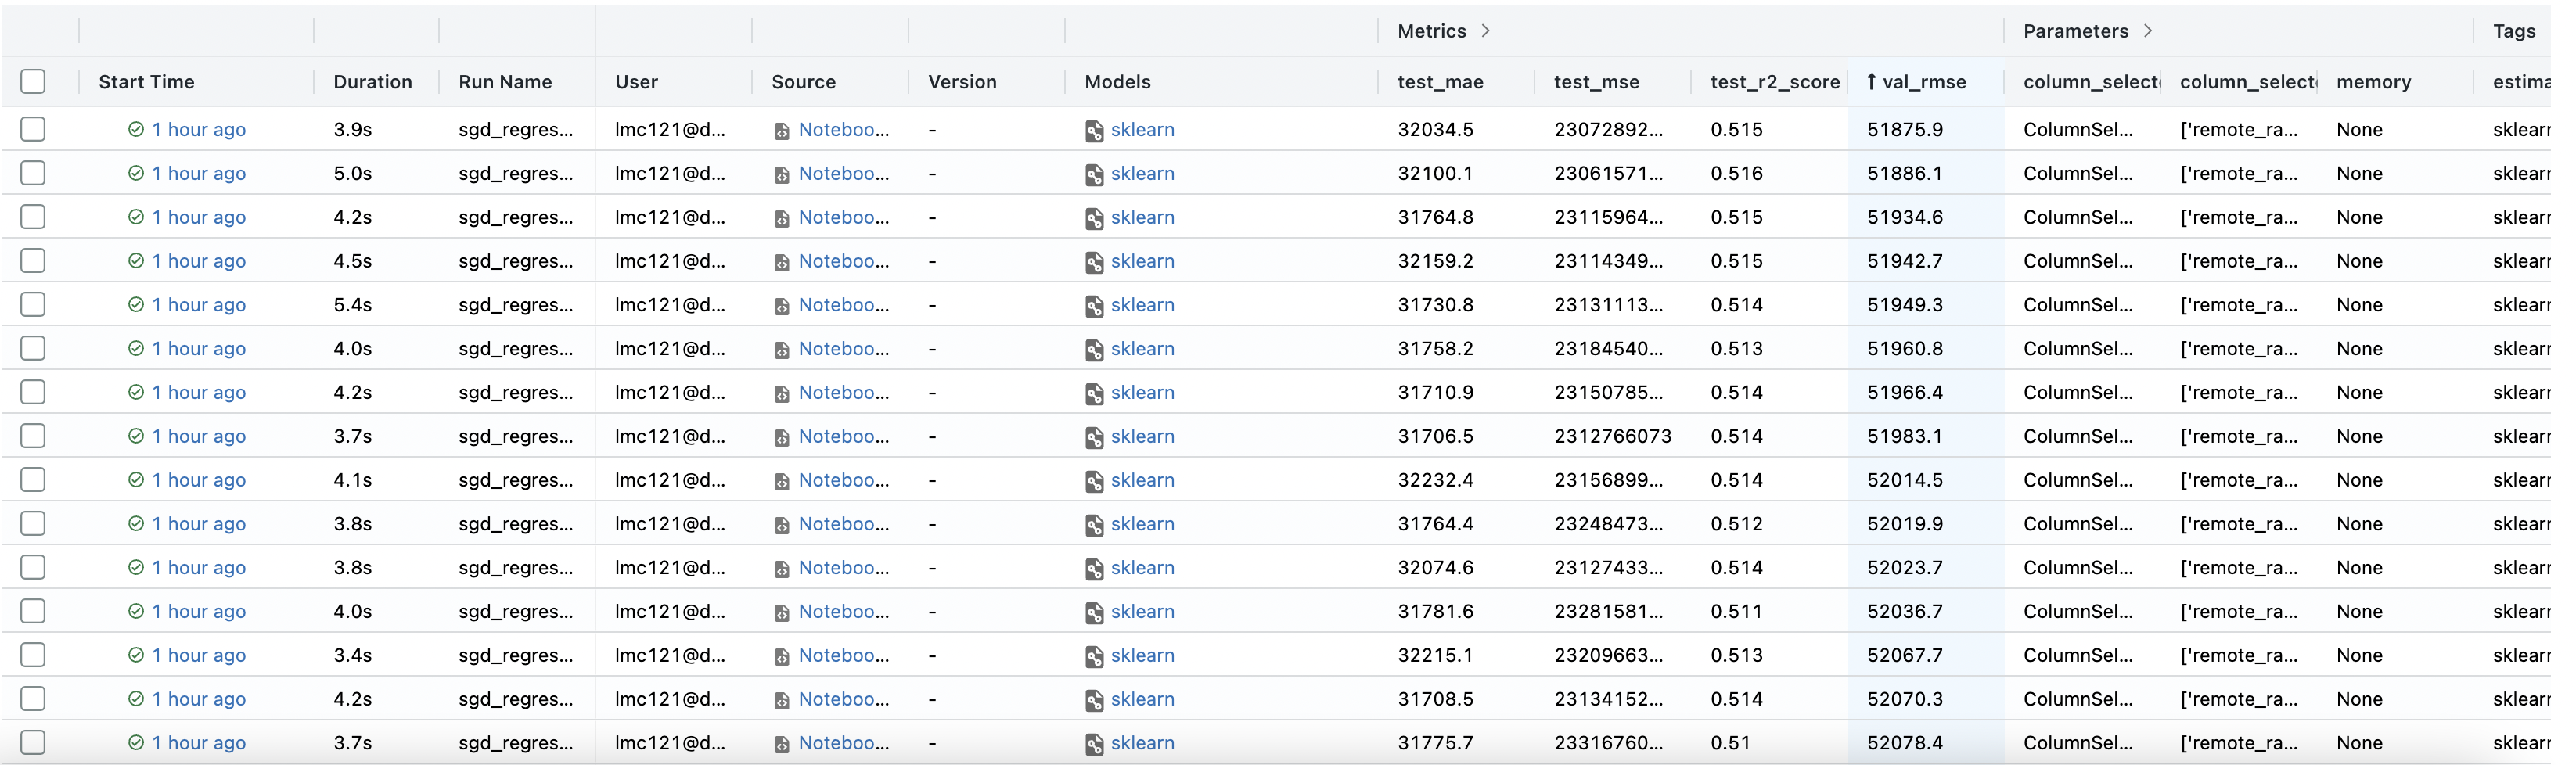 Metrics > Parameters > Tags
Start Time Duration Run Name User Source Version Models test_mae test_mse test_r2_score ↑ val_rmse column_select column_select memory estima
1 hour ago 3.9s sgd_regres... lmc121@d... Noteboo... - sklearn 32034.5 23072892... 0.515 51875.9 ColumnSel... ['remote_ra... None sklearn
1 hour ago 5.0s sgd_regres... lmc121@d... Noteboo... - sklearn 32100.1 23061571... 0.516 51886.1 ColumnSel... ['remote_ra... None sklearn
1 hour ago 4.2s sgd_regres... lmc121@d... Noteboo... - sklearn 31764.8 23115964... 0.515 51934.6 ColumnSel... ['remote_ra... None sklearn
1 hour ago 4.5s sgd_regres... lmc121@d... Noteboo... - sklearn 32159.2 23114349... 0.515 51942.7 ColumnSel... ['remote_ra... None sklearn
1 hour ago 5.4s sgd_regres... lmc121@d... Noteboo... - sklearn 31730.8 23131113... 0.514 51949.3 ColumnSel... ['remote_ra... None sklearn
1 hour ago 4.0s sgd_regres... lmc121@d... Noteboo... - sklearn 31758.2 23184540... 0.513 51960.8 ColumnSel... ['remote_ra... None sklearn
1 hour ago 4.2s sgd_regres... lmc121@d... Noteboo... - sklearn 31710.9 23150785... 0.514 51966.4 ColumnSel... ['remote_ra... None sklearn
1 hour ago 3.7s sgd_regres... lmc121@d... Noteboo... - sklearn 31706.5 2312766073 0.514 51983.1 ColumnSel... ['remote_ra... None sklearn
1 hour ago 4.1s sgd_regres... lmc121@d... Noteboo... - sklearn 32232.4 23156899... 0.514 52014.5 ColumnSel... ['remote_ra... None sklearn
1 hour ago 3.8s sgd_regres... lmc121@d... Noteboo... - sklearn 31764.4 23248473... 0.512 52019.9 ColumnSel... ['remote_ra... None sklearn
1 hour ago 3.8s sgd_regres... lmc121@d... Noteboo... - sklearn 32074.6 23127433... 0.514 52023.7 ColumnSel... ['remote_ra... None sklearn
1 hour ago 4.0s sgd_regres... lmc121@d... Noteboo... - sklearn 31781.6 23281581... 0.511 52036.7 ColumnSel... ['remote_ra... None sklearn
1 hour ago 3.4s sgd_regres... lmc121@d... Noteboo... - sklearn 32215.1 23209663... 0.513 52067.7 ColumnSel... ['remote_ra... None sklearn
1 hour ago 4.2s sgd_regres... lmc121@d... Noteboo... - sklearn 31708.5 23134152... 0.514 52070.3 ColumnSel... ['remote_ra... None sklearn
1 hour ago 3.7s sgd_regres... lmc121@d... Noteboo... - sklearn 31775.7 23316760... 0.51 52078.4 ColumnSel... ['remote_ra... None sklearn